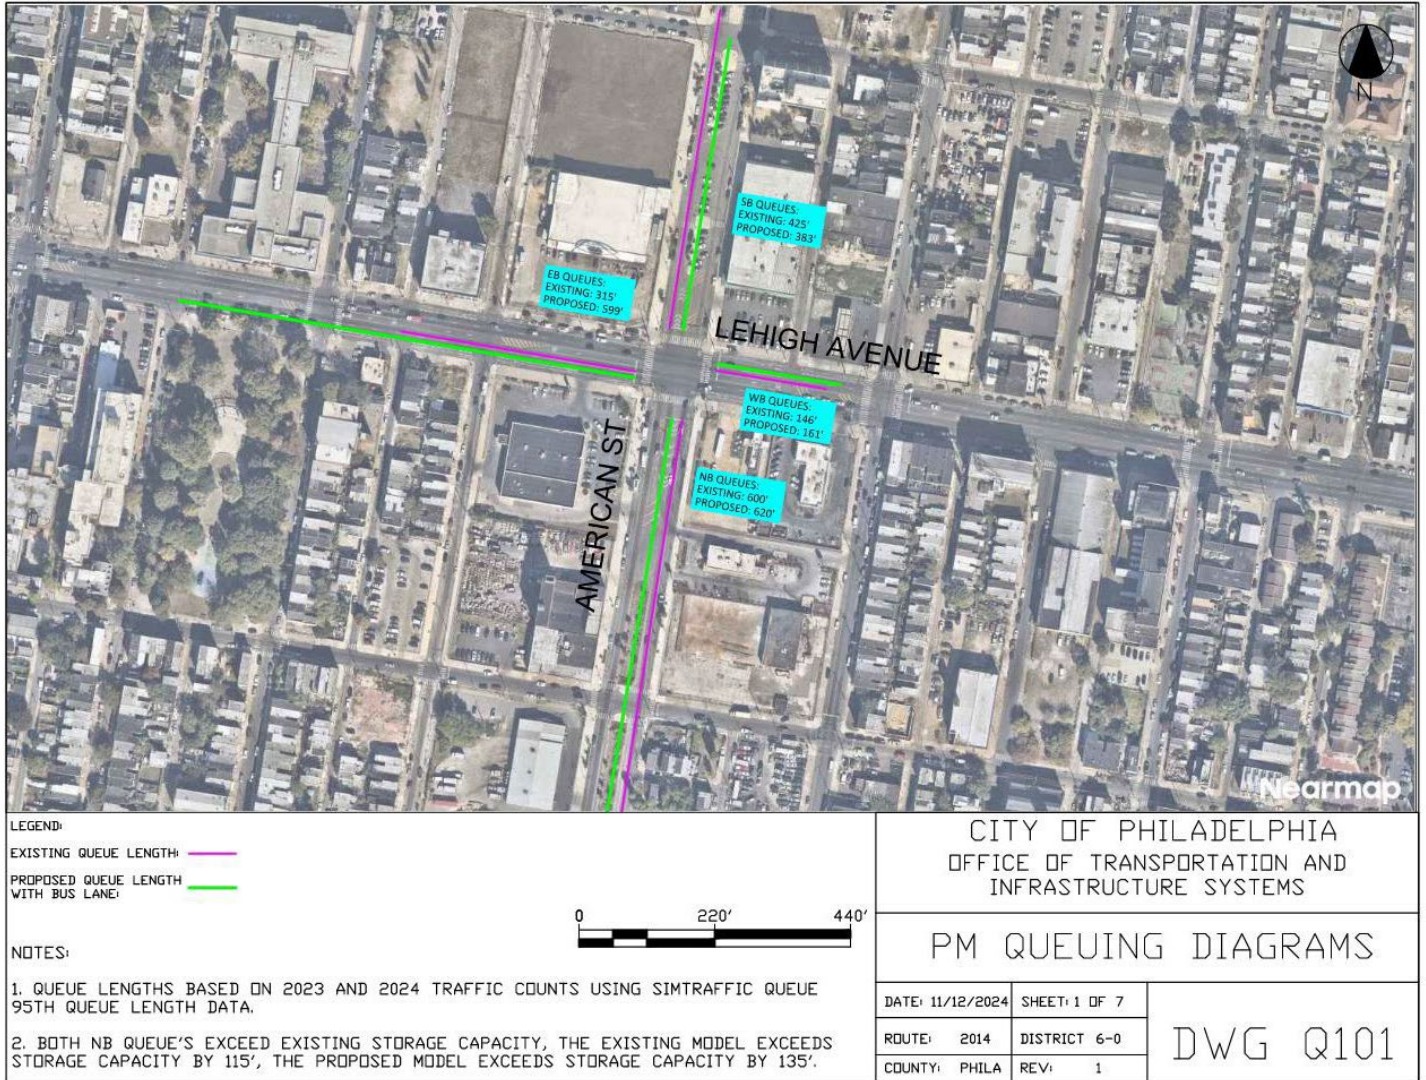 N
SB QUEUES:
EXISTING: 425'
PROPOSED: 383'
EB QUEUES:
EXISTING: 315'
PROPOSED: 599'
LEHIGH AVENUE
WB QUEUES:
EXISTING: 146'
PROPOSED: 161'
AMERICAN ST
NB QUEUES:
EXISTING: 600'
PROPOSED: 620'
Nearmap
LEGEND:
EXISTING QUEUE LENGTH:
PROPOSED QUEUE LENGTH
WITH BUS LANE:
0 220' 440'
NOTES:
1. QUEUE LENGTHS BASED ON 2023 AND 2024 TRAFFIC COUNTS USING SIMTRAFFIC QUEUE
95TH QUEUE LENGTH DATA.
2. BOTH NB QUEUE'S EXCEED EXISTING STORAGE CAPACITY, THE EXISTING MODEL EXCEEDS
STORAGE CAPACITY BY 115', THE PROPOSED MODEL EXCEEDS STORAGE CAPACITY BY 135'.
CITY OF PHILADELPHIA
OFFICE OF TRANSPORTATION AND
INFRASTRUCTURE SYSTEMS
PM QUEUING DIAGRAMS
DATE: 11/12/2024 SHEET: 1 OF 7
ROUTE: 2014 DISTRICT 6-0
COUNTY: PHILA REV: 1
DWG Q101